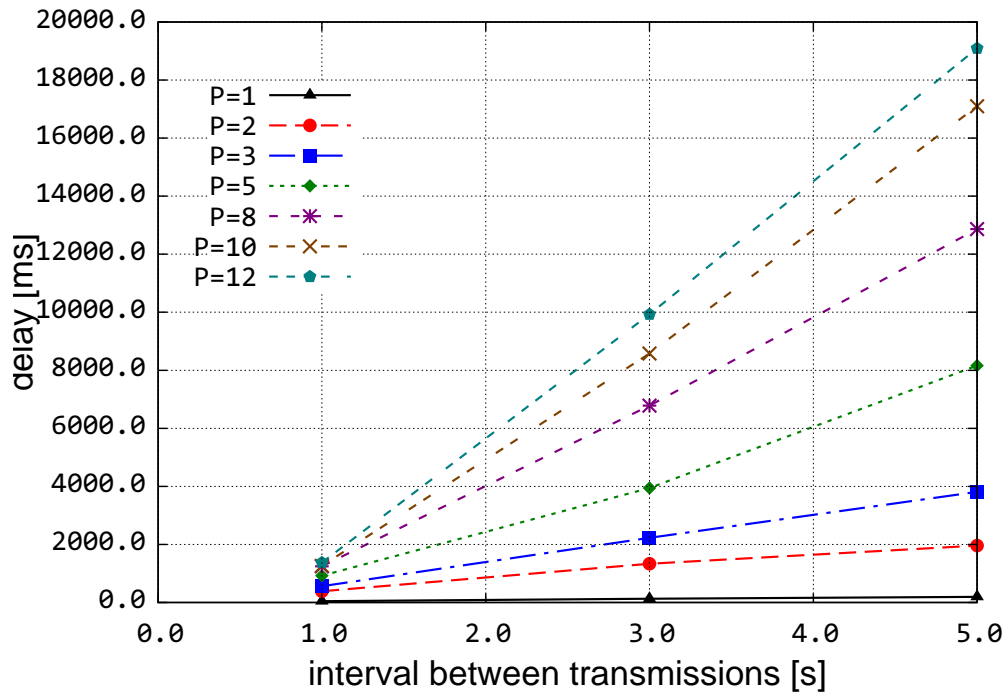 20000.0
18000.0
16000.0
14000.0
12000.0
10000.0
8000.0
6000.0
4000.0
2000.0
0.0
delay [ms]
P=1
P=2
P=3
P=5
P=8
P=10
P=12
0.0 1.0 2.0 3.0 4.0 5.0
interval between transmissions [s]